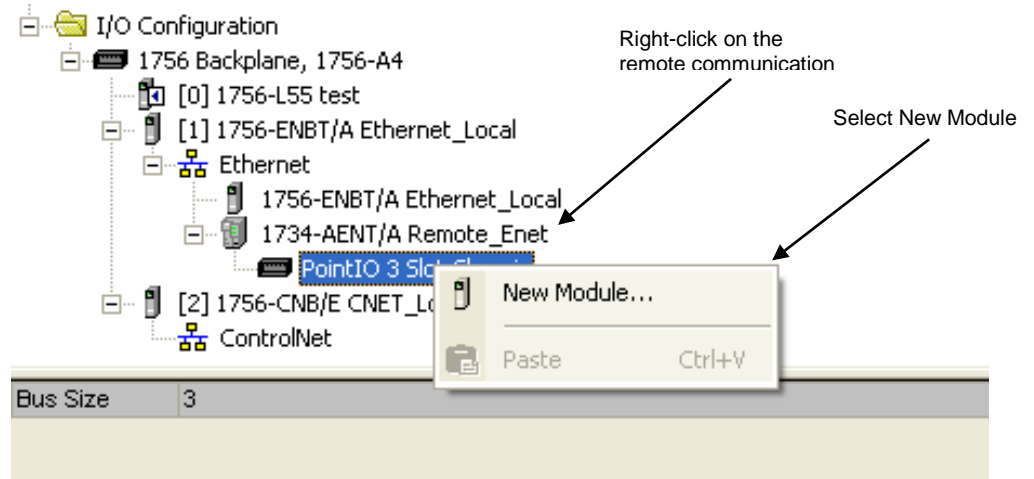 I/O Configuration
1756 Backplane, 1756-A4
[0] 1756-L55 test
[1] 1756-ENBT/A Ethernet_Local
Ethernet
1756-ENBT/A Ethernet_Local
1734-AENT/A Remote_Enet
PointIO 3 Slot
[2] 1756-CNB/E
ControlNet
Right-click on the
remote communication
Select New Module
New Module...
Paste Ctrl+V
Bus Size 3